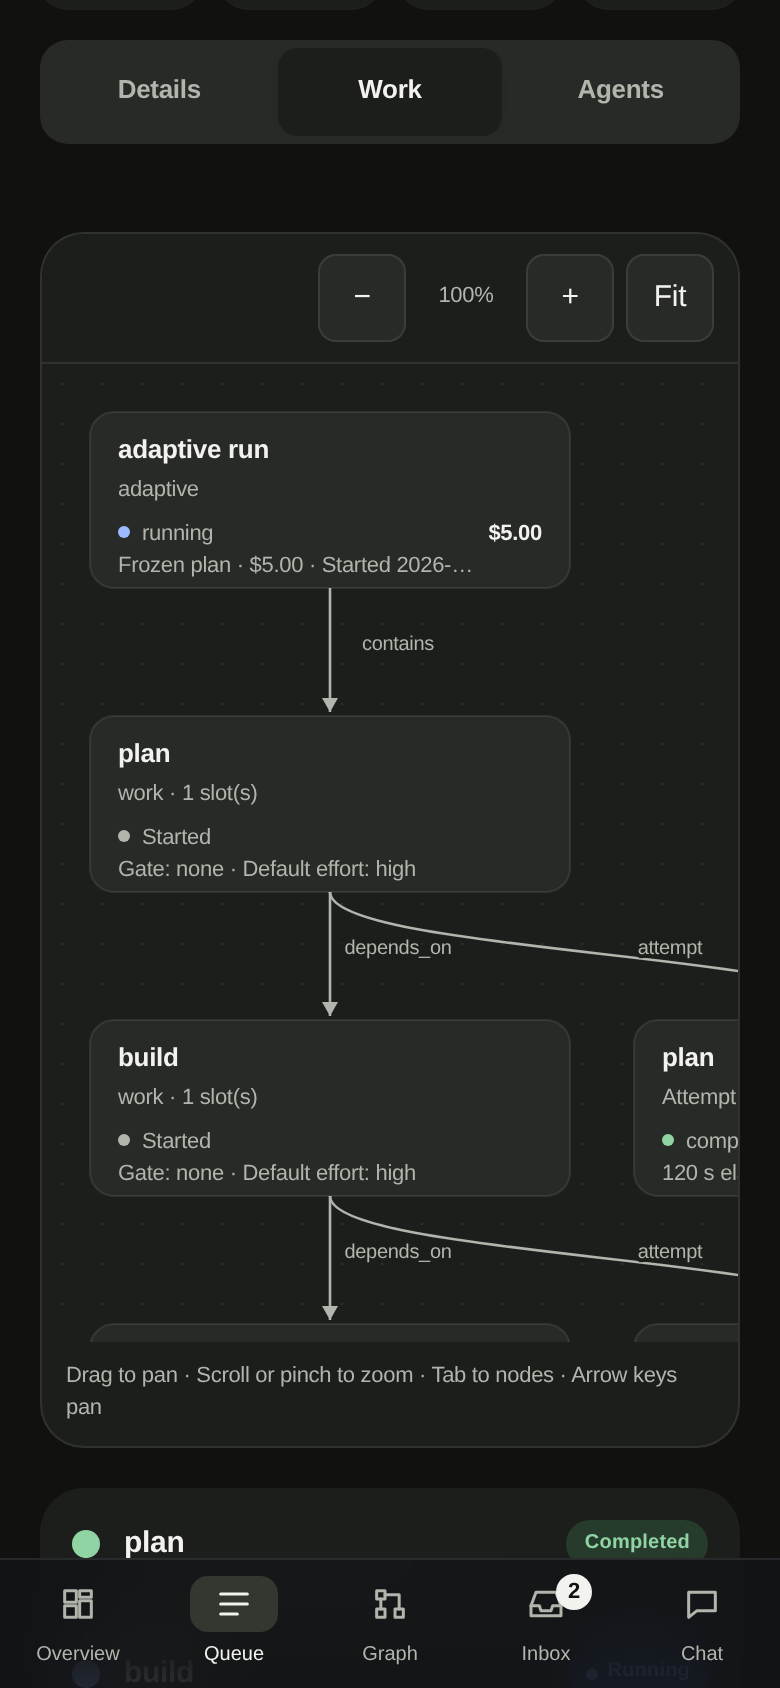 Details
Work
Agents
−
100%
+
Fit
adaptive run
adaptive
running
$5.00
Frozen plan · $5.00 · Started 2026-…
contains
plan
work · 1 slot(s)
Started
Gate: none · Default effort: high
depends_on
attempt
build
work · 1 slot(s)
Started
Gate: none · Default effort: high
plan
Attempt
comp
120 s el
depends_on
attempt
Drag to pan · Scroll or pinch to zoom · Tab to nodes · Arrow keys
pan
plan
Completed
2
Overview
Queue
Graph
Inbox
Chat
build
Running